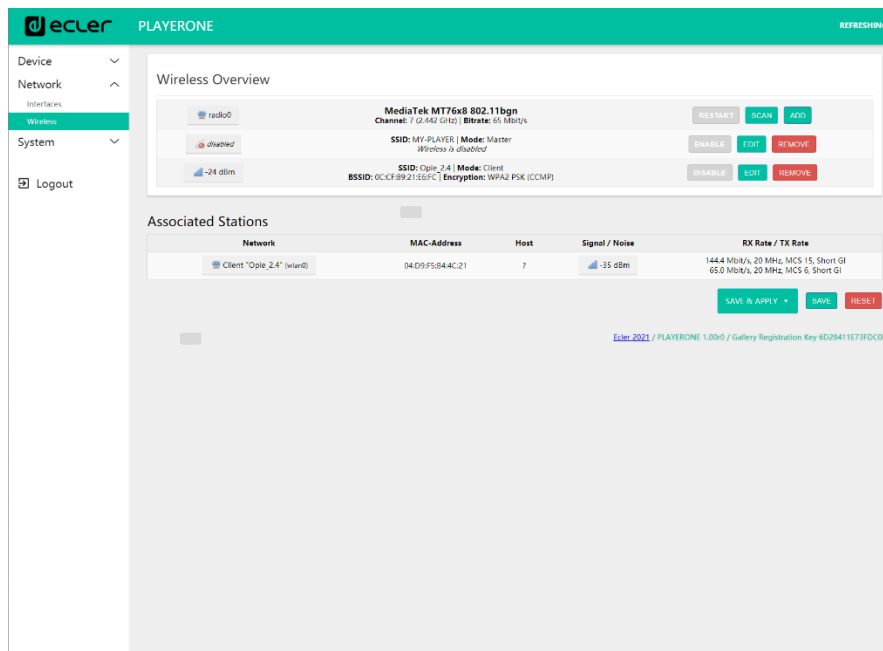 ecler
PLAYERONE
REFRESHING
Device
Network
Interfaces
Wireless
System
Logout
Wireless Overview
radio0
MediaTek MT76x8 802.11bgn
Channel: 7 (2.442 GHz) | Bitrate: 65 Mbit/s
RESTART SCAN ADD
disabled
SSID: MY-PLAYER | Mode: Master
Wireless is disabled
ENABLE EDIT REMOVE
-24 dBm
SSID: Opie_2.4 | Mode: Client
BSSID: 0C:CF:89:21:E6:FC | Encryption: WPA2 PSK (CCMP)
DISABLE EDIT REMOVE
Associated Stations
Network MAC-Address Host Signal / Noise RX Rate / TX Rate
Client "Opie_2.4" (wlan0) 04:D9:F5:B4:4C:21 ? -35 dBm 144.4 Mbit/s, 20 MHz, MCS 15, Short GI
65.0 Mbit/s, 20 MHz, MCS 6, Short GI
SAVE & APPLY SAVE RESET
Ecler 2021 / PLAYERONE 1.00r0 / Gallery Registration Key 6D28411E73FDC0